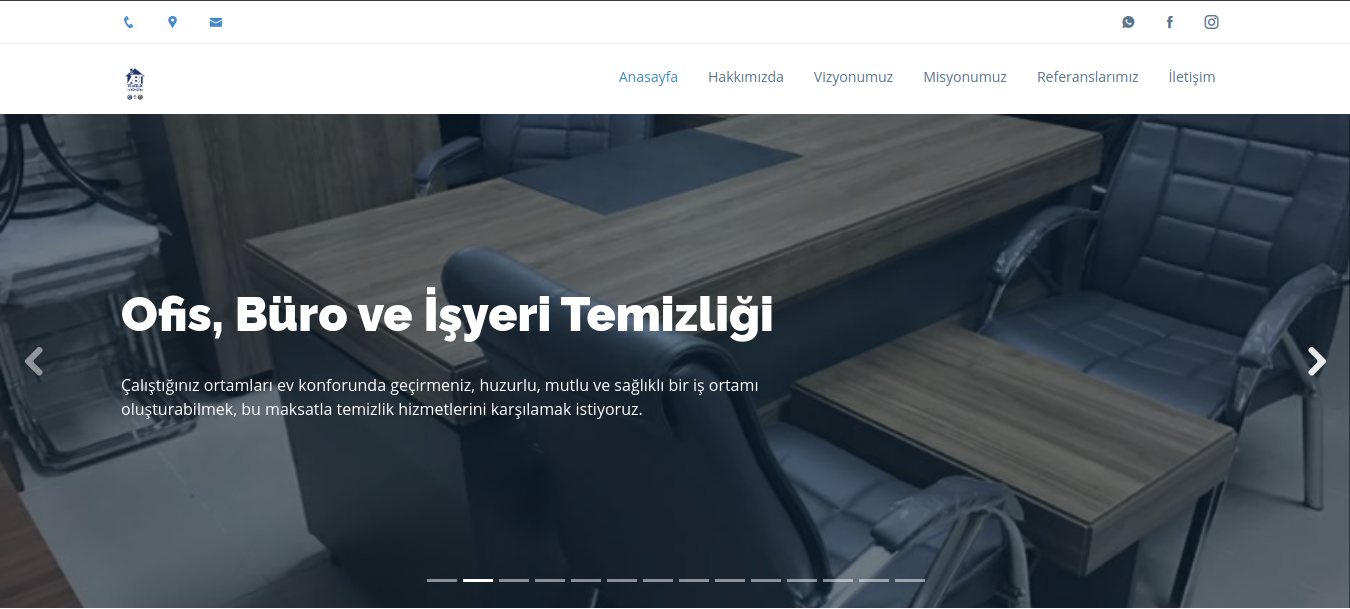 Anasayfa Hakkımızda Vizyonumuz Misyonumuz Referanslarımız İletişim
Ofis, Büro ve İşyeri Temizliği
Çalıştığınız ortamları ev konforunda geçirmeniz, huzurlu, mutlu ve sağlıklı bir iş ortamı
oluşturabilmek, bu maksatla temizlik hizmetlerini karşılamak istiyoruz.